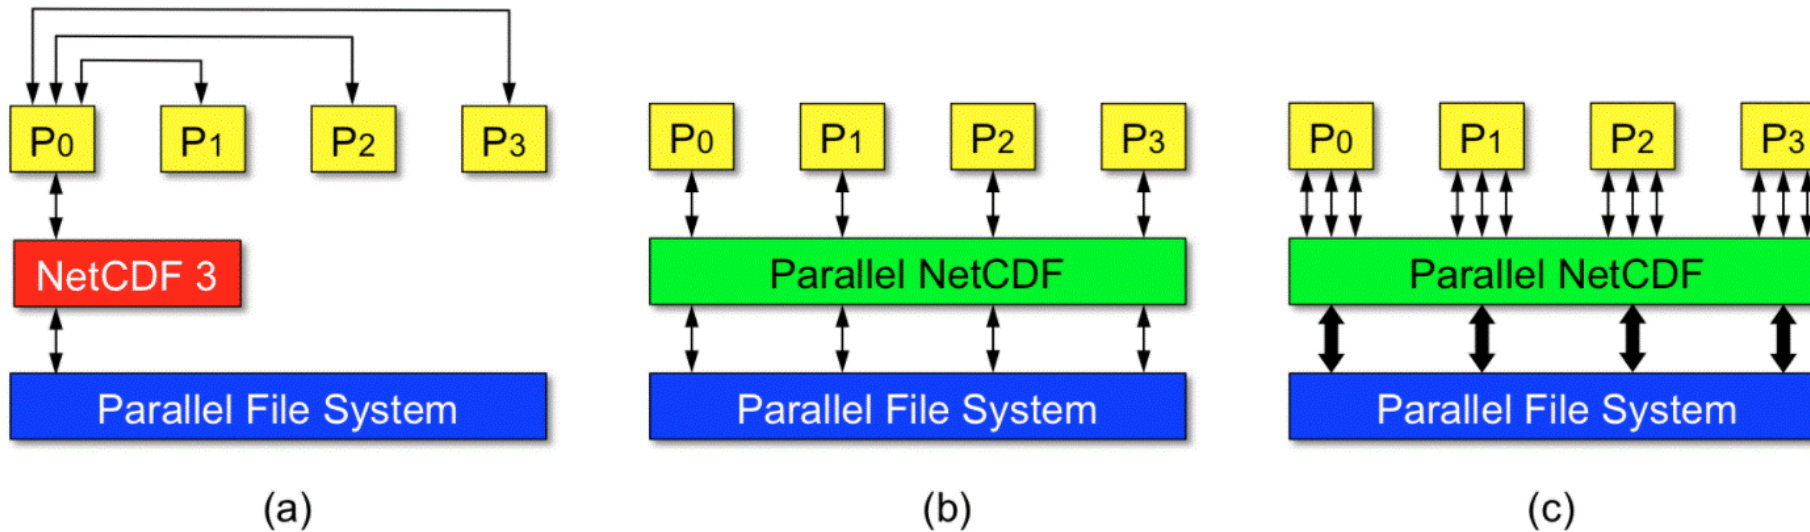 P0 P1 P2 P3
NetCDF 3
Parallel File System
(a)
P0 P1 P2 P3
Parallel NetCDF
Parallel File System
(b)
P0 P1 P2 P3
Parallel NetCDF
Parallel File System
(c)